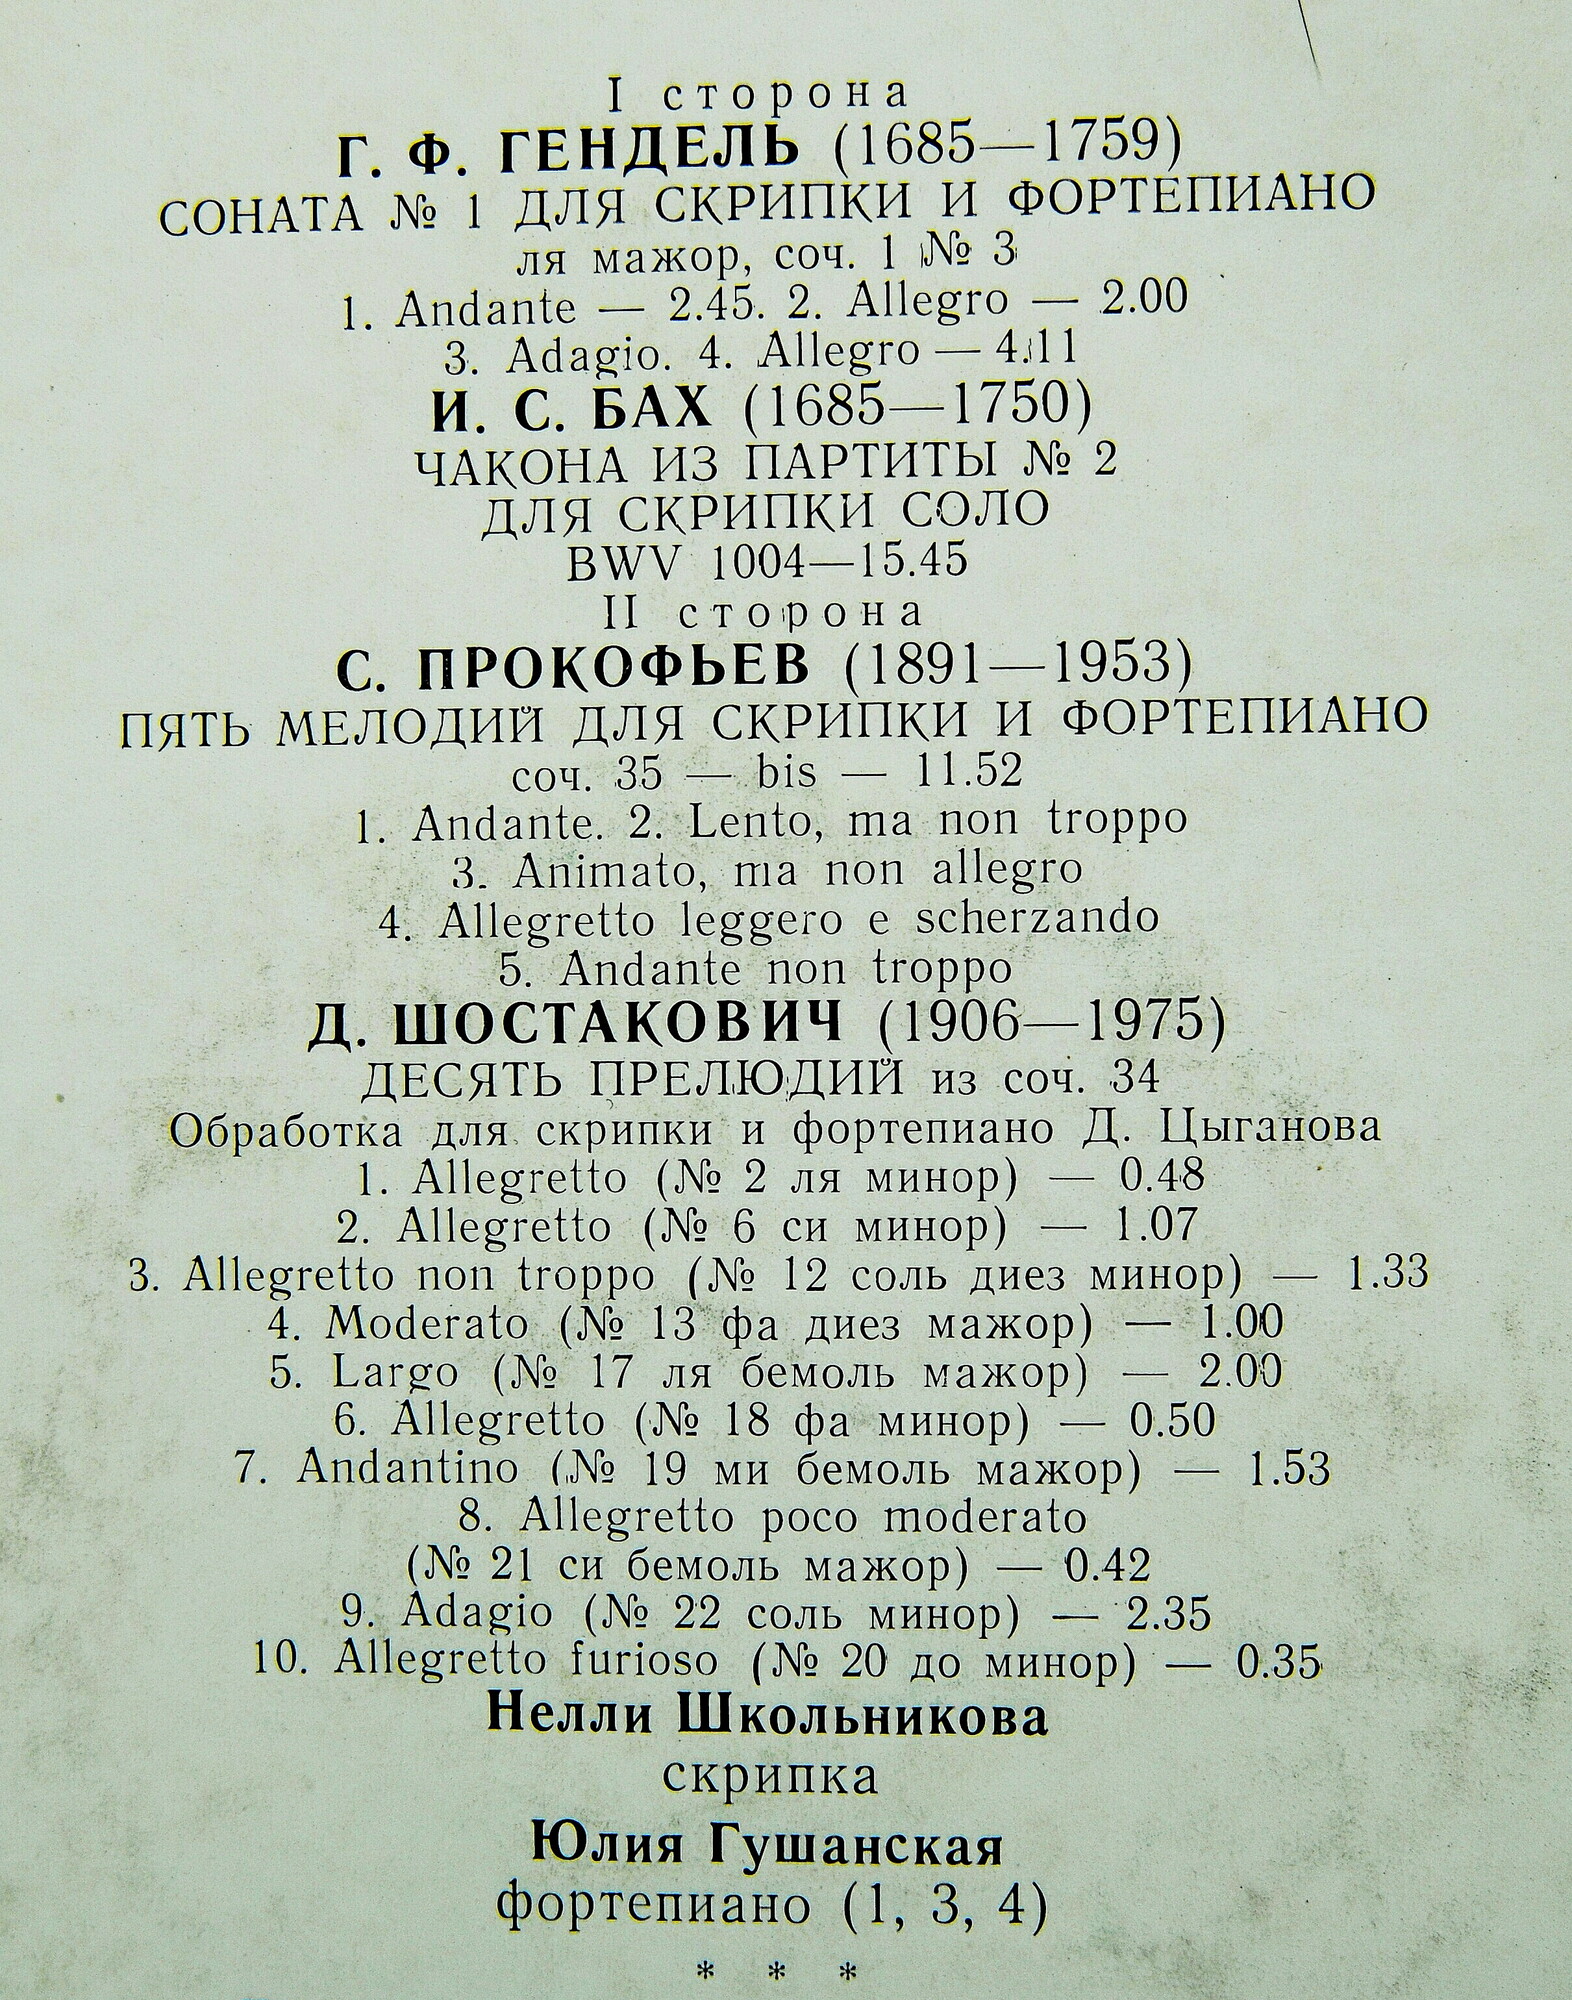 I сторона
Г. Ф. ГЕНДЕЛЬ (1685—1759)
СОНАТА № 1 ДЛЯ СКРИПКИ И ФОРТЕПИАНО
ля мажор, соч. 1 № 3
1. Andante — 2.45. 2. Allegro — 2.00
3. Adagio. 4. Allegro — 4.11
И. С. БАХ (1685—1750)
ЧАКОНА ИЗ ПАРТИТЫ № 2
ДЛЯ СКРИПКИ СОЛО
BWV 1004—15.45
II сторона
С. ПРОКОФЬЕВ (1891—1953)
ПЯТЬ МЕЛОДИЙ ДЛЯ СКРИПКИ И ФОРТЕПИАНО
соч. 35 — bis — 11.52
1. Andante. 2. Lento, ma non troppo
3. Animato, ma non allegro
4. Allegretto leggero e scherzando
5. Andante non troppo
Д. ШОСТАКОВИЧ (1906—1975)
ДЕСЯТЬ ПРЕЛЮДИЙ из соч. 34
Обработка для скрипки и фортепиано Д. Цыганова
1. Allegretto (№ 2 ля минор) — 0.48
2. Allegretto (№ 6 си минор) — 1.07
3. Allegretto non troppo (№ 12 соль диез минор) — 1.33
4. Moderato (№ 13 фа диез мажор) — 1.00
5. Largo (№ 17 ля бемоль мажор) — 2.00
6. Allegretto (№ 18 фа минор) — 0.50
7. Andantino (№ 19 ми бемоль мажор) — 1.53
8. Allegretto poco moderato
(№ 21 си бемоль мажор) — 0.42
9. Adagio (№ 22 соль минор) — 2.35
10. Allegretto furioso (№ 20 до минор) — 0.35
Нелли Школьникова
скрипка
Юлия Гушанская
фортепиано (1, 3, 4)
* * *